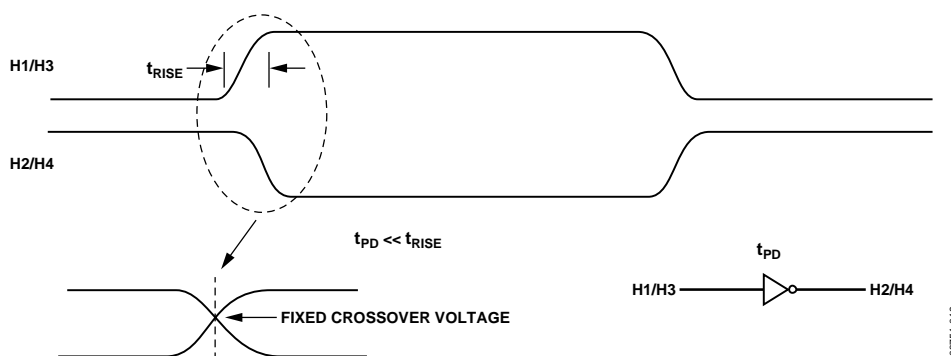 H1/H3
tRISE
H2/H4
tPD << tRISE
tPD
H1/H3
H2/H4
FIXED CROSSOVER VOLTAGE